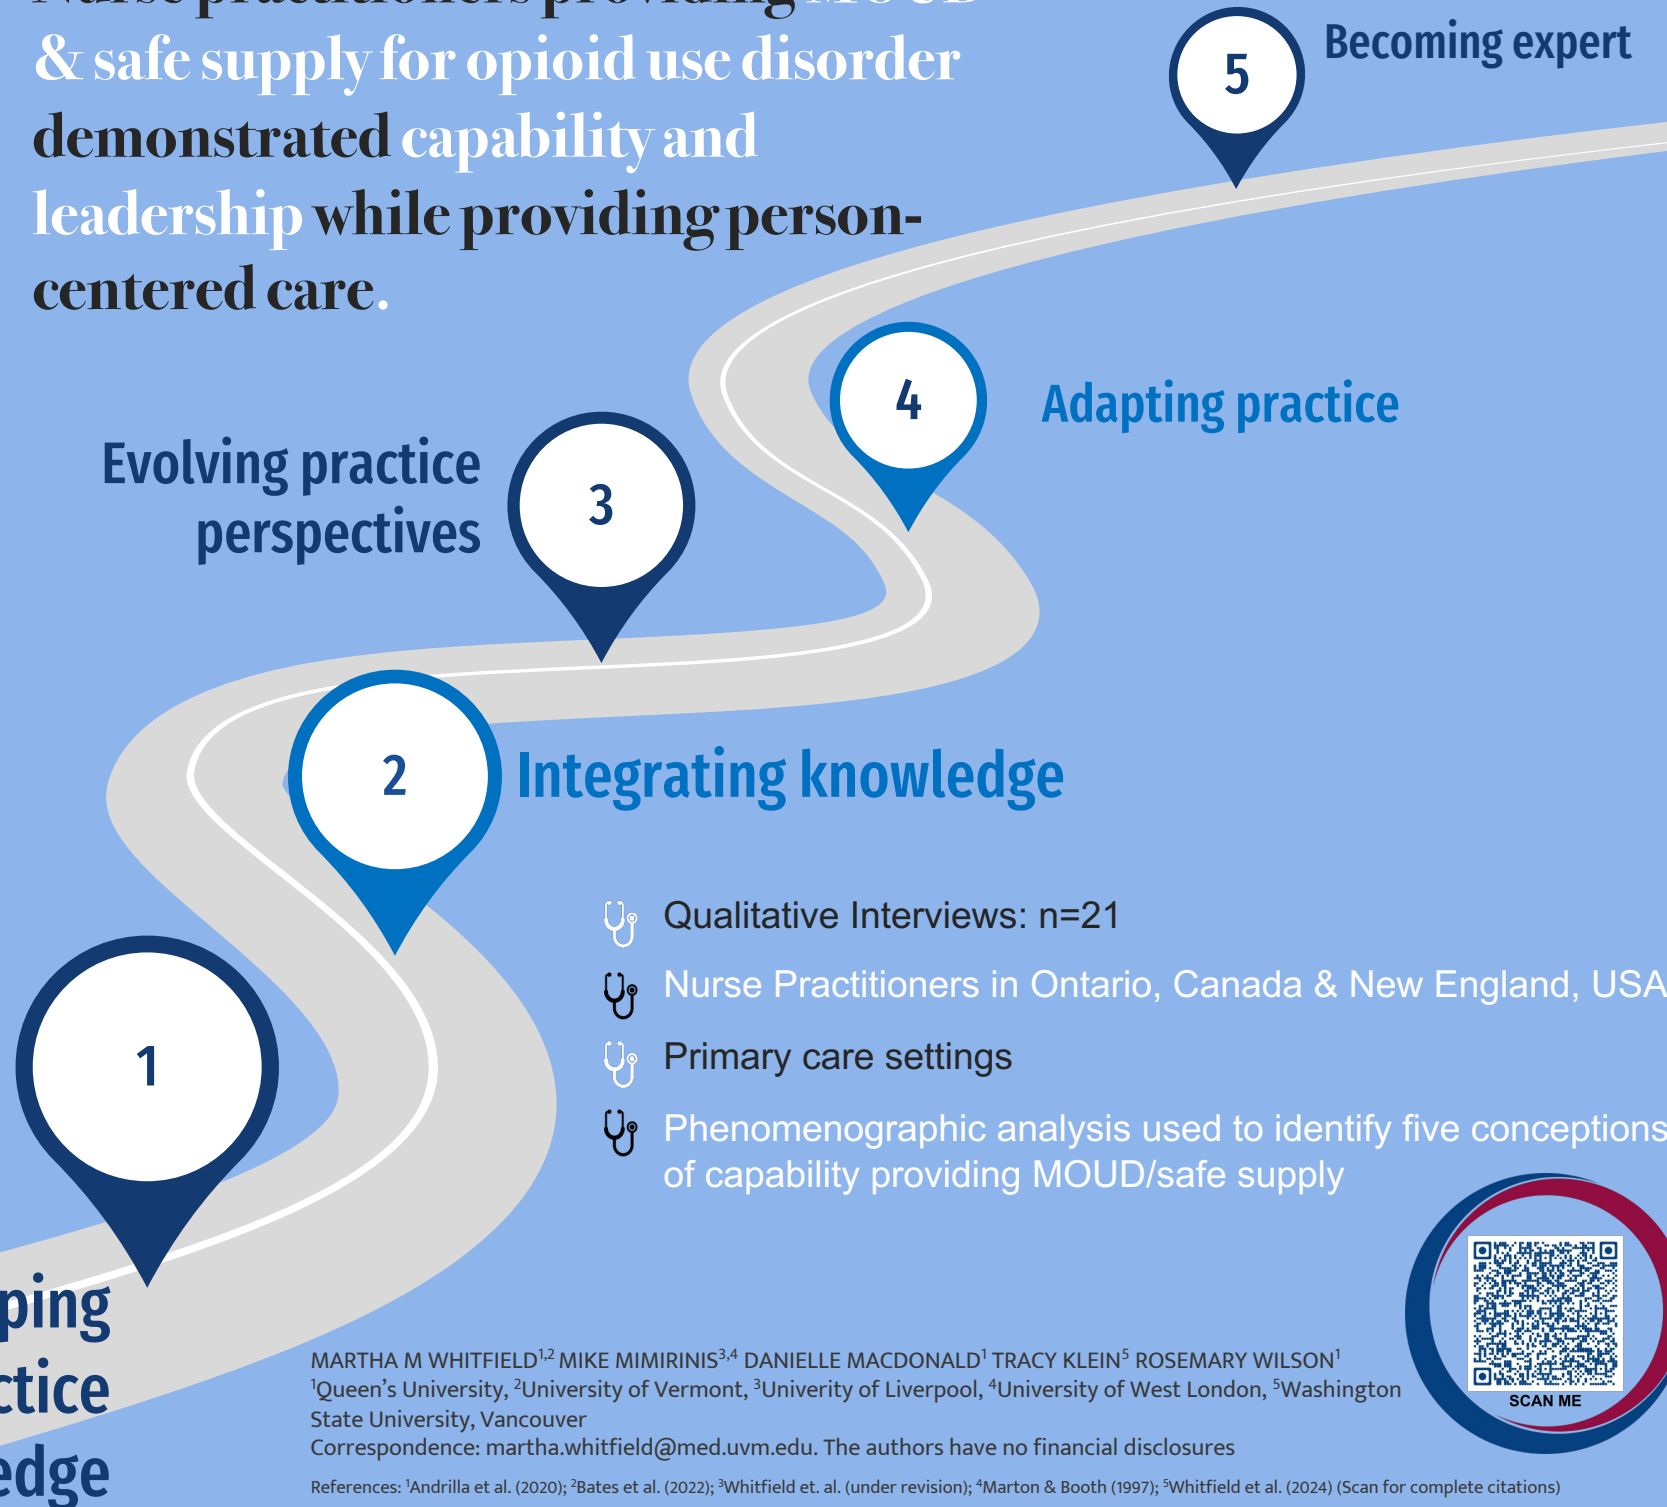 Nurse practitioners providing MOUD
& safe supply for opioid use disorder
demonstrated capability and
leadership while providing person-
centered care.
5
Becoming expert
4
Adapting practice
Evolving practice
perspectives
3
2
Integrating knowledge
Qualitative Interviews: n=21
Nurse Practitioners in Ontario, Canada & New England, USA
Primary care settings
Phenomenographic analysis used to identify five conceptions
of capability providing MOUD/safe supply
1
ping
ctice
edge
SCAN ME
MARTHA M WHITFIELD1,2 MIKE MIMIRINIS3,4 DANIELLE MACDONALD1 TRACY KLEIN5 ROSEMARY WILSON1
1Queen's University, 2University of Vermont, 3Univerity of Liverpool, 4University of West London, 5Washington
State University, Vancouver
Correspondence: martha.whitfield@med.uvm.edu. The authors have no financial disclosures
References: 1Andrilla et al. (2020); 2Bates et al. (2022); 3Whitfield et. al. (under revision); 4Marton & Booth (1997); 5Whitfield et al. (2024) (Scan for complete citations)